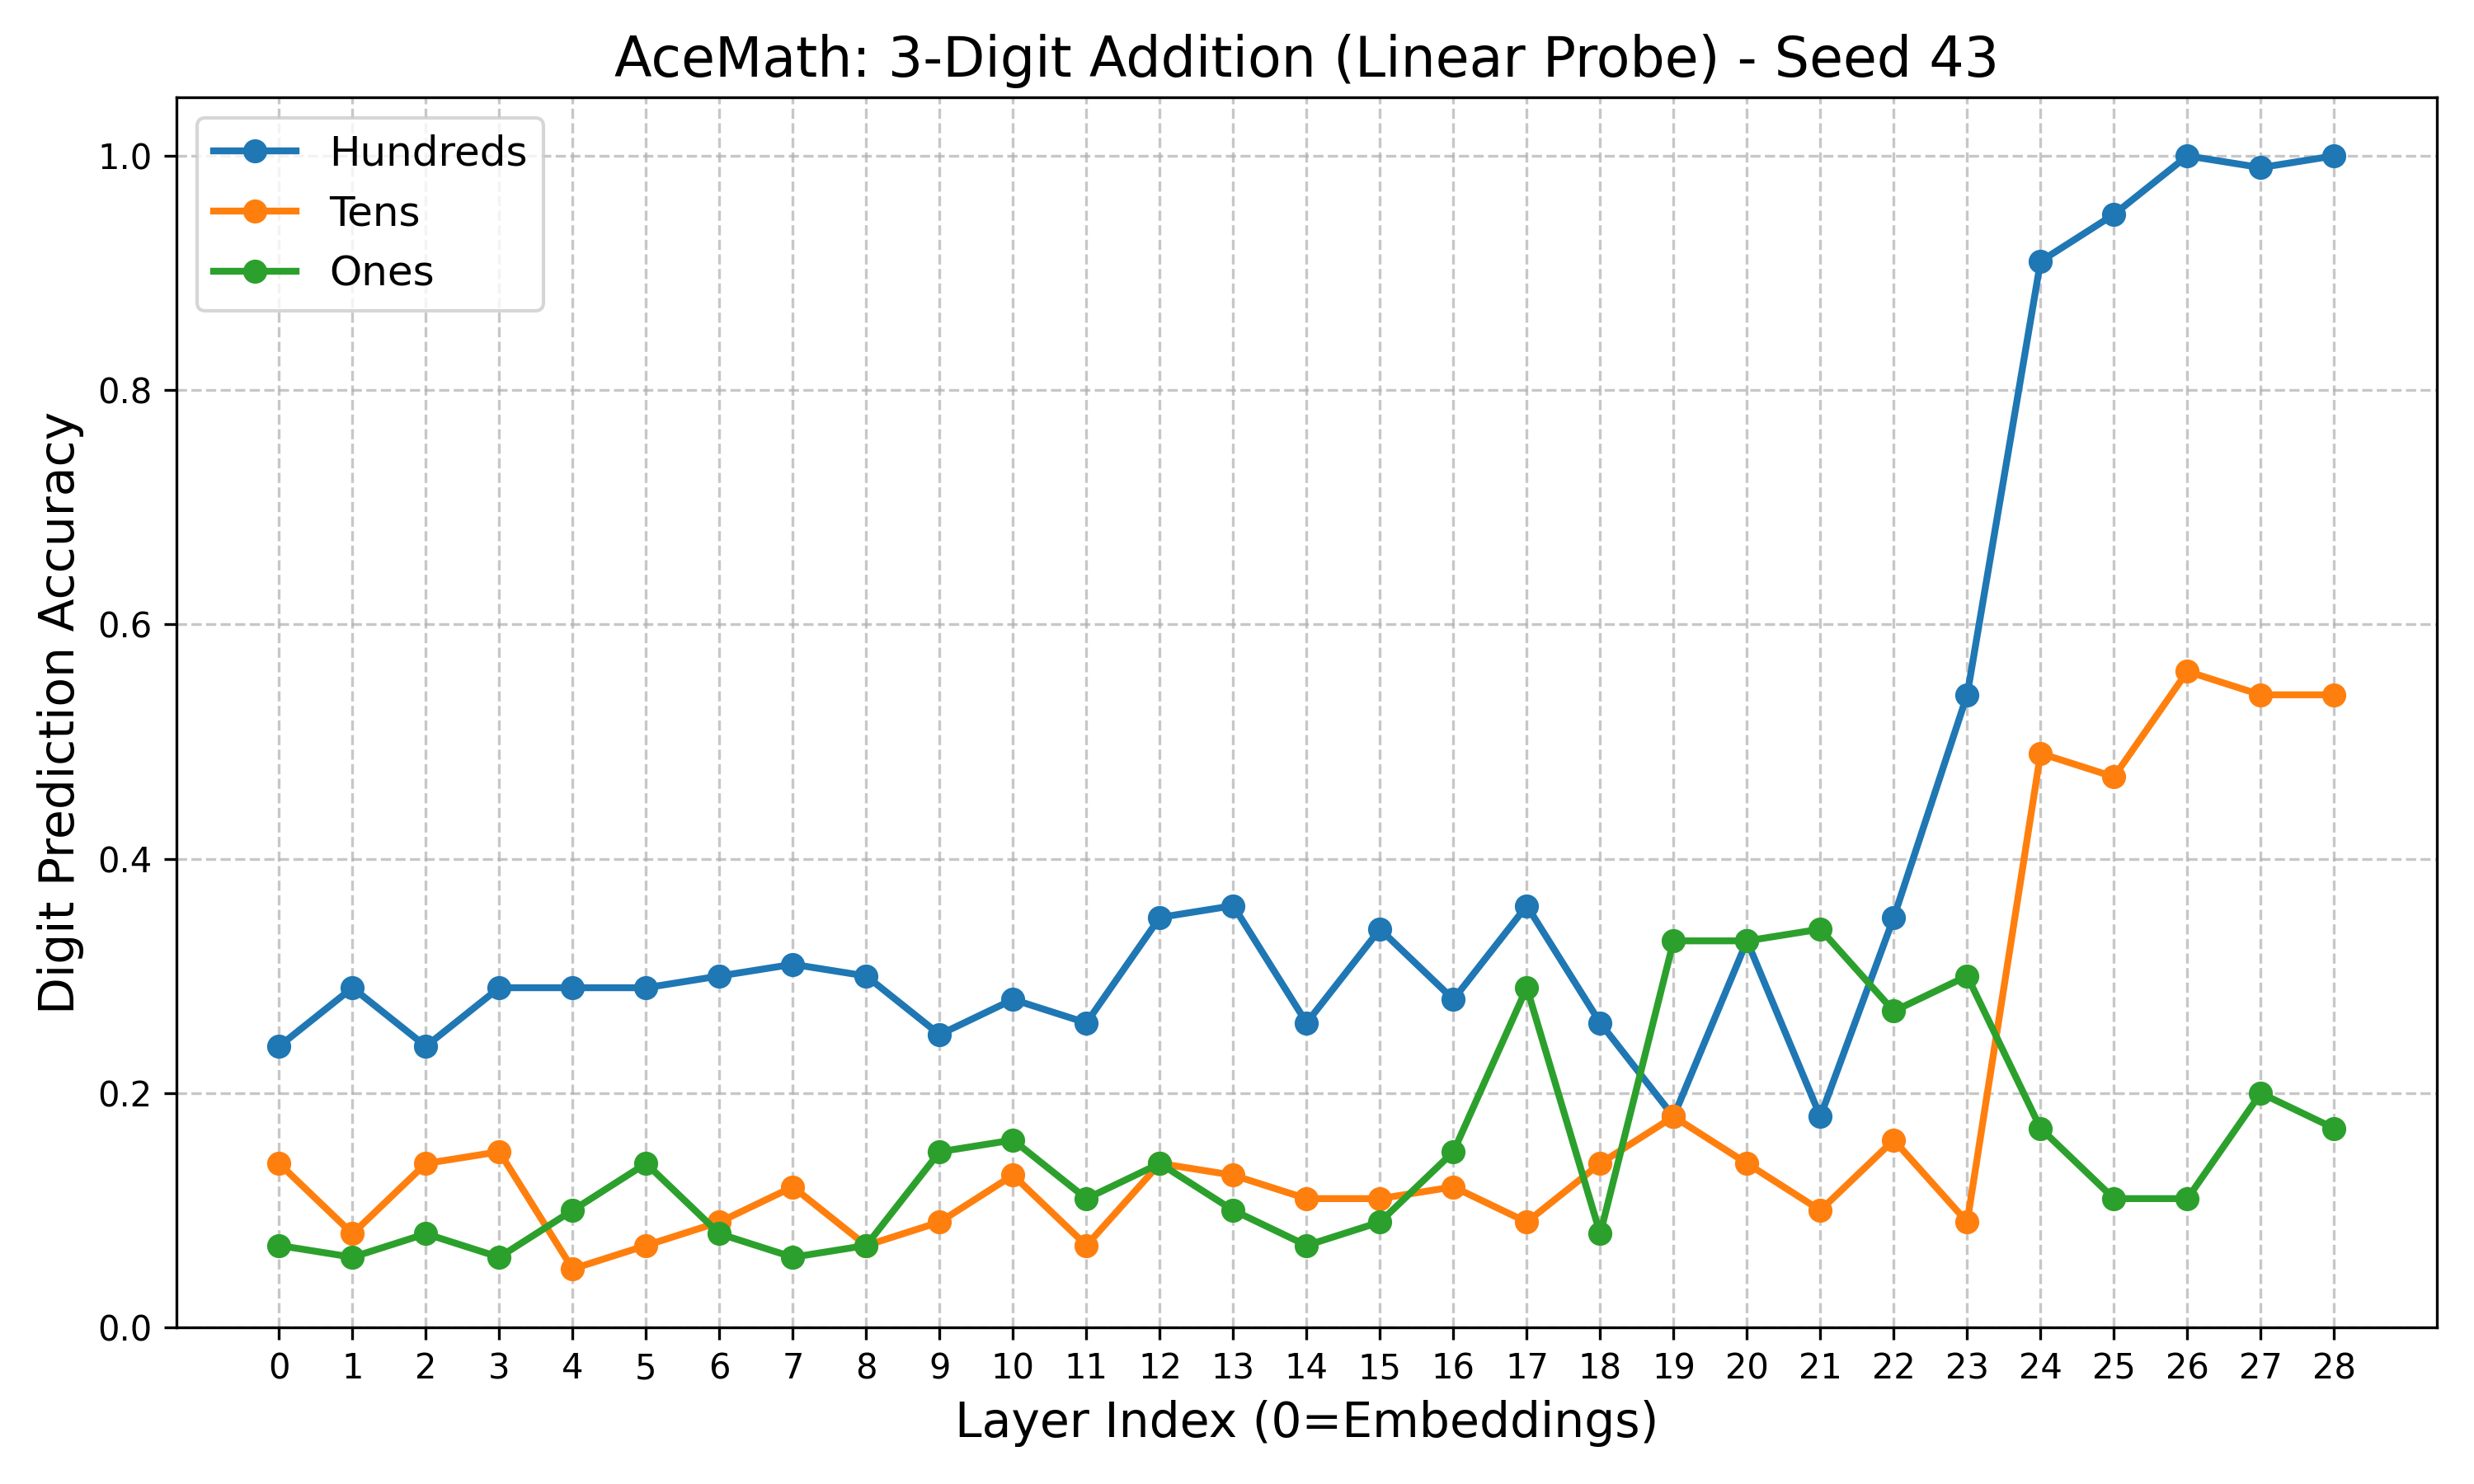 AceMath: 3-Digit Addition (Linear Probe) - Seed 43
Hundreds
Tens
Ones
1.0
0.8
0.6
0.4
0.2
0.0
Digit Prediction Accuracy
0 1 2 3 4 5 6 7 8 9 10 11 12 13 14 15 16 17 18 19 20 21 22 23 24 25 26 27 28
Layer Index (0=Embeddings)